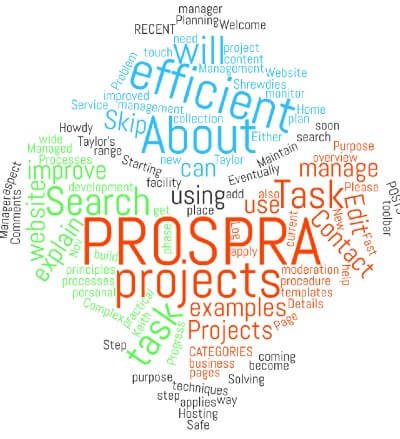 manager
Planning
Welcome
RECENT
need
will
project
touch
content
Problem
Management
Website
efficient
Shrewdies
improved
monitor
Service
management
collection
Home
plan
Skip
About
Either
soon
search
Howdy
wide
Taylor's
range
Managed
Processes
Starting
new
Taylor
Maintain
Eventually
Purpose
overview
can
manage
Manager
aspect
Comments
improve
facility
Please
POSTS
toolbar
development
using
add
also
Task
Edit
Search
get
place
use
current
New
Fast
website
explain
Nov
phase
PRO.SPRA
Log
Contact
build
apply
help
principles
processes
personal
projects
moderation
procedure
templates
Complex
practical
Keith
task
Progress
examples
Details
Projects
Page
Step
CATEGORIES
business
pages
coming
become
purpose
techniques
Solving
step
applies
way
Hosting
Safe